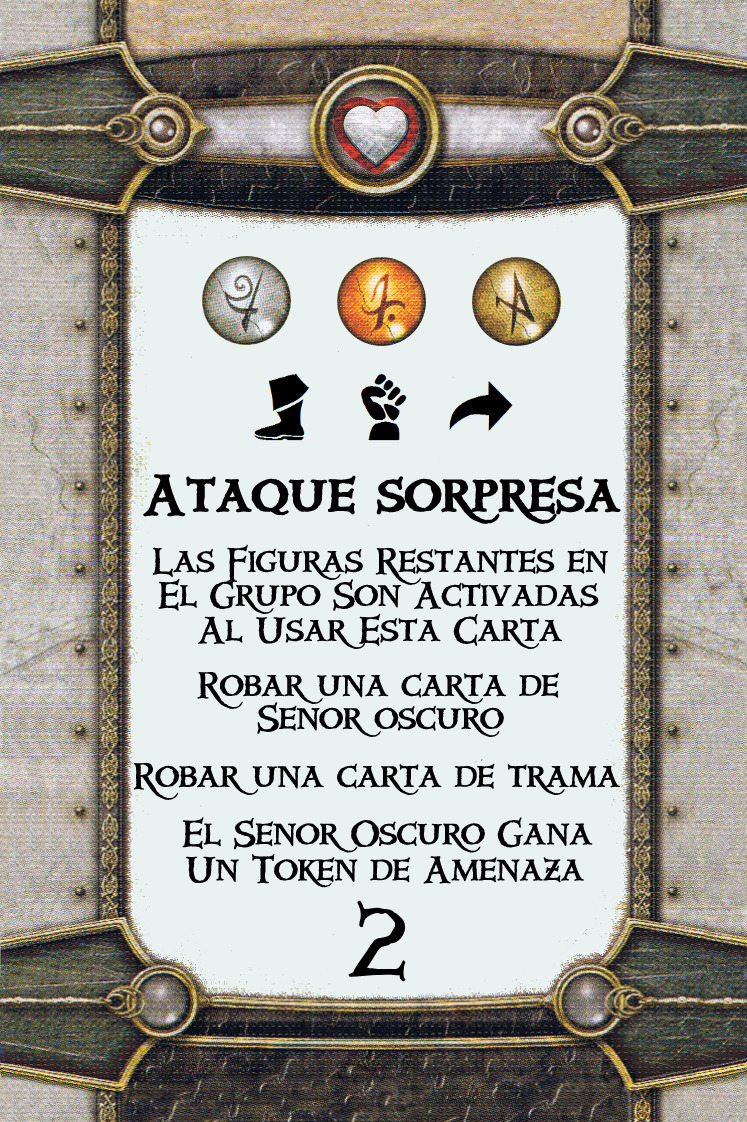 Ataque sorpresa
Las Figuras Restantes en
El Grupo Son Activadas
Al Usar Esta Carta
Robar una carta de
Senor oscuro
Robar una carta de trama
El Senor Oscuro Gana
Un Token de Amenaza
2